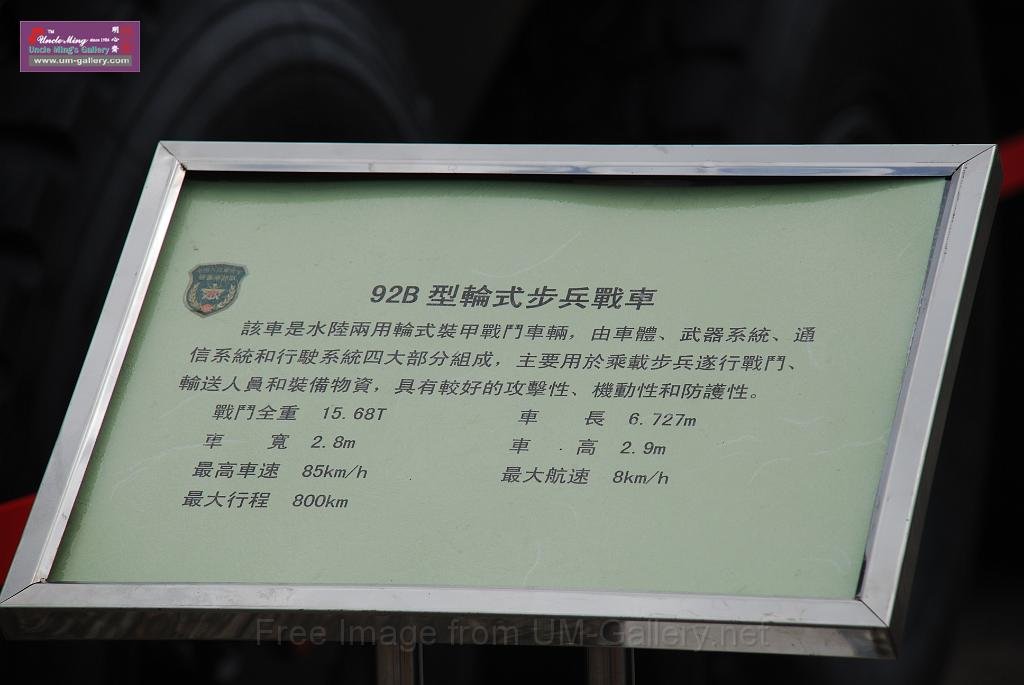 TM
Uncle Ming since 1986
明心齋
Uncle Ming's Gallery
www.um-gallery.com
92B 型輪式步兵戰車
該車是水陸兩用輪式裝甲戰鬥車輛，由車體、武器系統、通
信系統和行駛系統四大部分組成，主要用於乘載步兵遂行戰鬥、
輸送人員和裝備物資，具有較好的攻擊性、機動性和防護性。
戰鬥全重 15.68T 車 長 6.727m
車 寬 2.8m 車 高 2.9m
最高車速 85km/h 最大航速 8km/h
最大行程 800km
Free Image from UM-Gallery.net